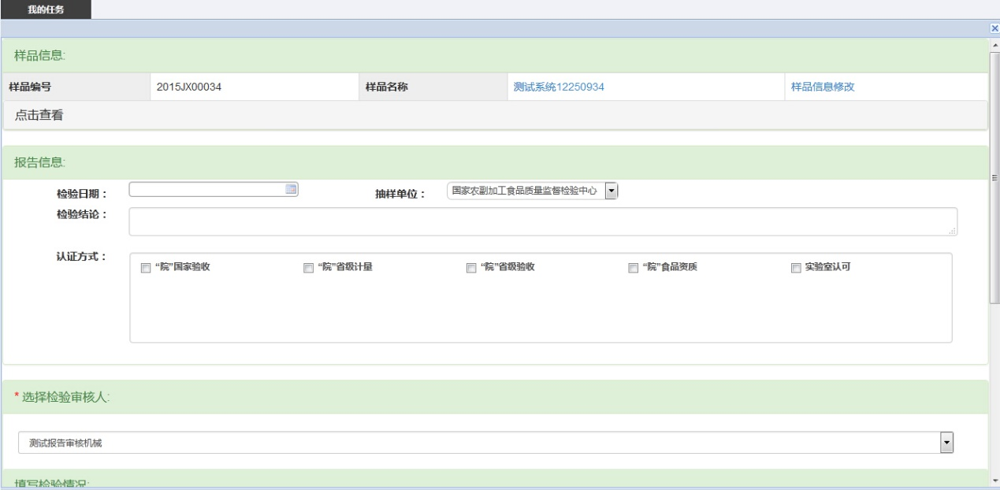 我的任务
样品信息:
样品编号 2015JX00034 样品名称 测试系统12250934 样品信息修改
点击查看
报告信息:
检验日期： 抽样单位： 国家农副加工食品质量监督检验中心
检验结论：
认证方式：
“院”国家验收 “院”省级计量 “院”省级验收 “院”食品资质 实验室认可
* 选择检验审核人:
测试报告审核机械
填写检验情况: